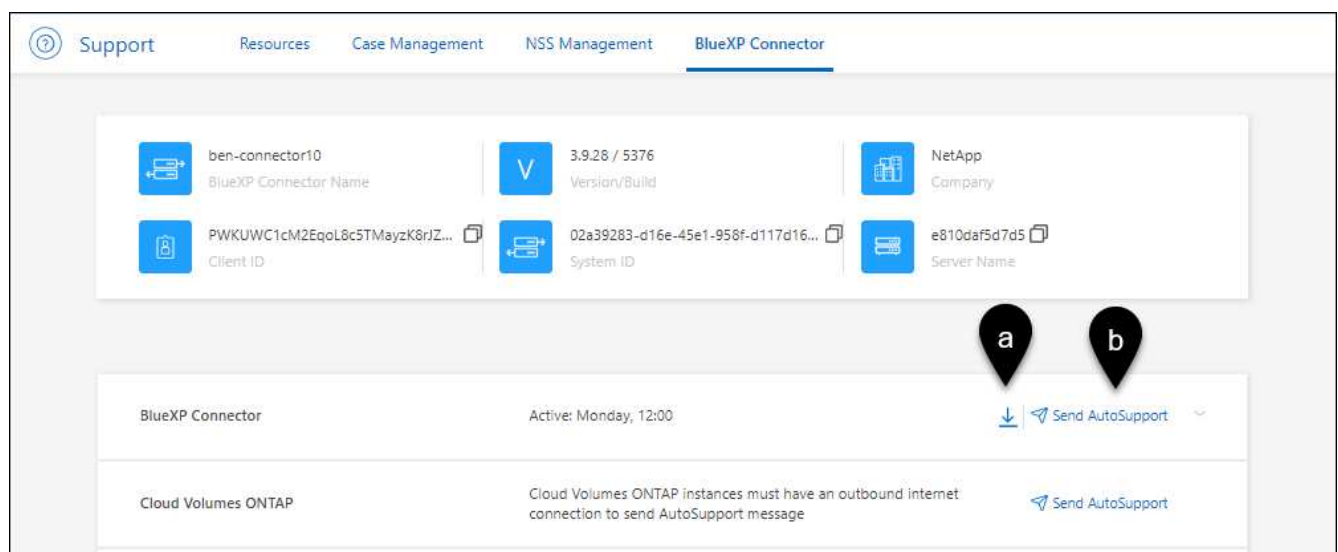 Support Resources Case Management NSS Management BlueXP Connector
ben-connector10
BlueXP Connector Name
3.9.28 / 5376
Version/Build
NetApp
Company
PWKUWC1cM2EqoL8c5TMayzK8rJZ...
Client ID
02a39283-d16e-45e1-958f-d117d16...
System ID
e810daf5d7d5
Server Name
a
b
BlueXP Connector
Active: Monday, 12:00
Send AutoSupport
Cloud Volumes ONTAP
Cloud Volumes ONTAP instances must have an outbound internet
connection to send AutoSupport message
Send AutoSupport